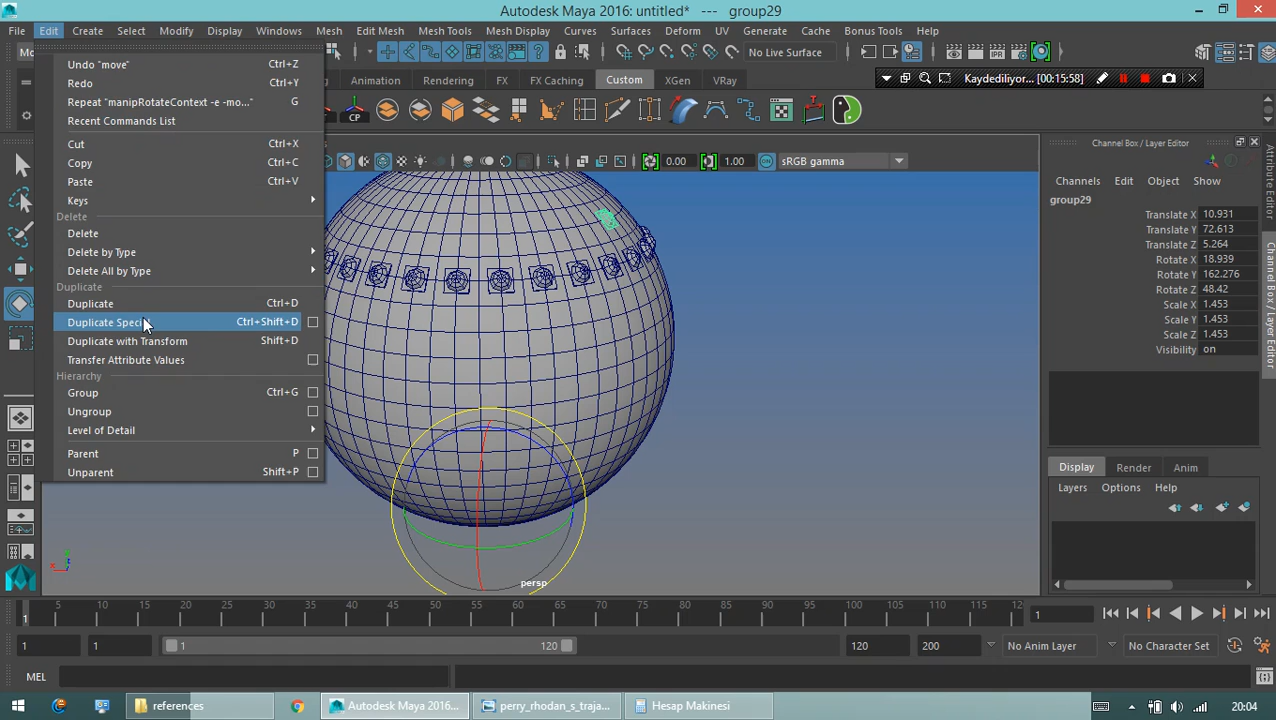 Autodesk Maya 2016: untitled* --- group29
File Edit Create Select Modify Display Windows Mesh Edit Mesh Mesh Tools Mesh Display Curves Surfaces Deform UV Generate Cache Bonus Tools Help
No Live Surface
Animation Rendering FX FX Caching Custom XGen VRay
Kaydediliyor... [00:15:58]
CP
0.00 1.00 ON sRGB gamma
Undo "move" Ctrl+Z
Redo Ctrl+Y
Repeat "manipRotateContext -e -mo..." G
Recent Commands List
Cut Ctrl+X
Copy Ctrl+C
Paste Ctrl+V
Keys
Delete
Delete
Delete by Type
Delete All by Type
Duplicate
Duplicate Ctrl+D
Duplicate Speci Ctrl+Shift+D
Duplicate with Transform Shift+D
Transfer Attribute Values
Hierarchy
Group Ctrl+G
Ungroup
Level of Detail
Parent P
Unparent Shift+P
persp
Channel Box / Layer Editor
Channels Edit Object Show
group29
Translate X 10.931
Translate Y 72.613
Translate Z 5.264
Rotate X 18.939
Rotate Y 162.276
Rotate Z 48.42
Scale X 1.453
Scale Y 1.453
Scale Z 1.453
Visibility on
Display Render Anim
Layers Options Help
Attribute Editor
Channel Box / Layer Editor
5 10 15 20 25 30 35 40 45 50 55 60 65 70 75 80 85 90 95 100 105 110 115 12
1
1
1 1 1 120 120 200 No Anim Layer No Character Set
MEL
references Autodesk Maya 2016... perry_rhodan_s_traja... Hesap Makinesi 20:04